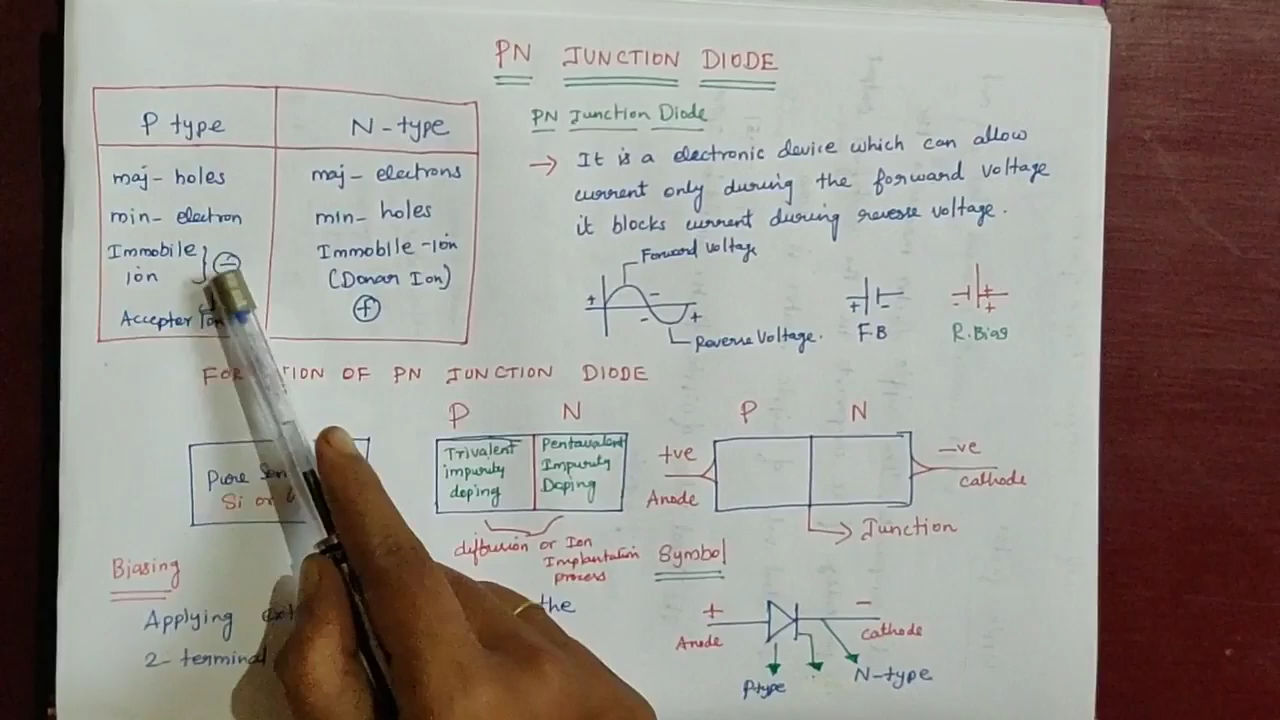 PN JUNCTION DIODE
P type
N-type
maj- holes
maj- electrons
min- electron
min- holes
Immobile
ion
Immobile -ion
(Donar Ion)
Accepter
PN Junction Diode
→ It is a electronic device which can allow
current only during the forward voltage
it blocks current during reverse voltage.
Forward voltage
+ -
- +
Reverse Voltage.
+ -
F B
+
+
R. Bias
OF PN JUNCTION DIODE
Pure
Si or
P N
Trivalent
impurity
doping
Pentavalent
Impurity
Doping
diffusion or Ion
Implantation
process
P N
+ve
Anode
-ve
cathode
Junction
Biasing
Applying
the
2- terminal
Symbol
+ -
Anode
cathode
Ptype
N-type